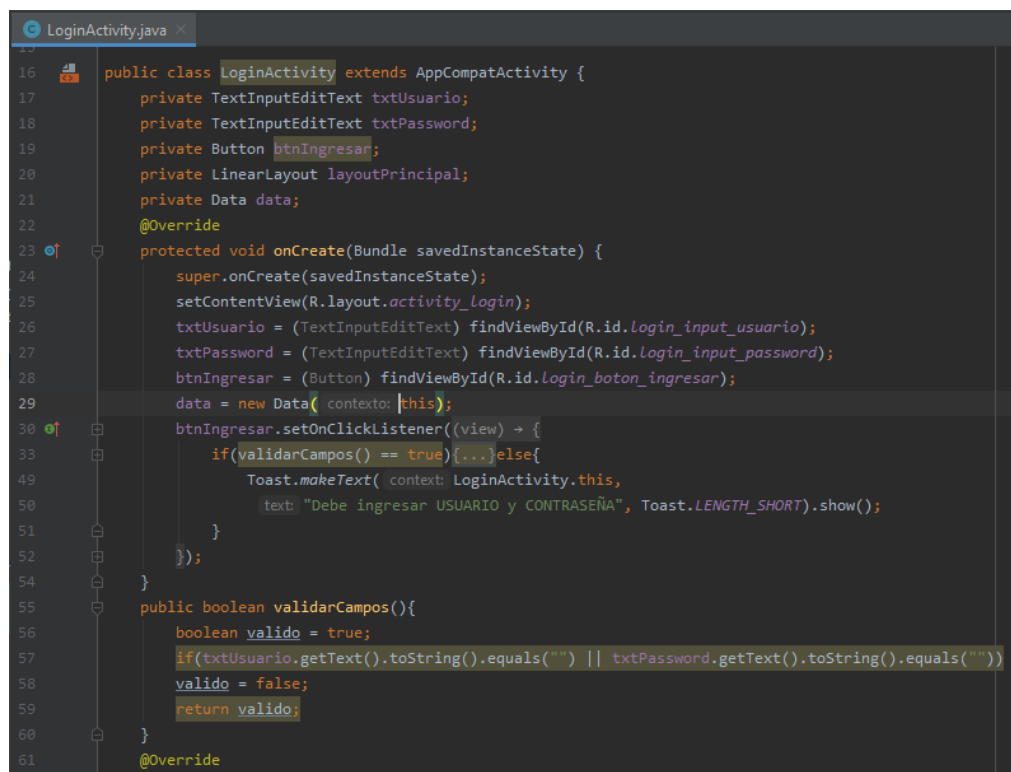 LoginActivity.java
15
16 public class LoginActivity extends AppCompatActivity {
17 private TextInputEditText txtUsuario;
18 private TextInputEditText txtPassword;
19 private Button btnIngresar;
20 private LinearLayout layoutPrincipal;
21 private Data data;
22 @Override
23 protected void onCreate(Bundle savedInstanceState) {
24 super.onCreate(savedInstanceState);
25 setContentView(R.layout.activity_login);
26 txtUsuario = (TextInputEditText) findViewById(R.id.login_input_usuario);
27 txtPassword = (TextInputEditText) findViewById(R.id.login_input_password);
28 btnIngresar = (Button) findViewById(R.id.login_boton_ingresar);
29 data = new Data( contexto: this);
30 btnIngresar.setOnClickListener((view) → {
33 if(validarCampos() == true){...}else{
49 Toast.makeText( context: LoginActivity.this,
50 text: "Debe ingresar USUARIO y CONTRASEÑA", Toast.LENGTH_SHORT).show();
51 }
52 });
54 }
55 public boolean validarCampos(){
56 boolean valido = true;
57 if(txtUsuario.getText().toString().equals("") || txtPassword.getText().toString().equals(""))
58 valido = false;
59 return valido;
60 }
61 @Override